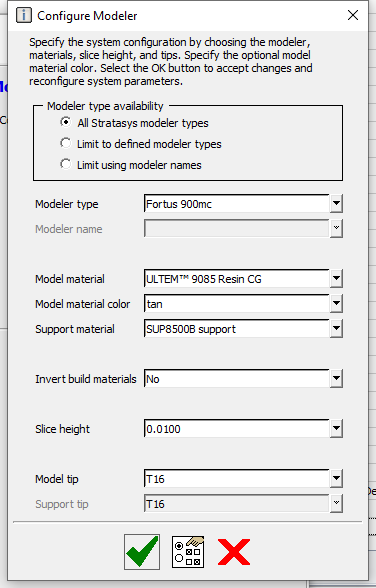 Configure Modeler
Specify the system configuration by choosing the modeler,
materials, slice height, and tips. Specify the optional model
material color. Select the OK button to accept changes and
reconfigure system parameters.
Modeler type availability
All Stratasys modeler types
Limit to defined modeler types
Limit using modeler names
Modeler type Fortus 900mc
Modeler name
Model material ULTEM™ 9085 Resin CG
Model material color tan
Support material SUP8500B support
Invert build materials No
Slice height 0.0100
Model tip T16
Support tip T16